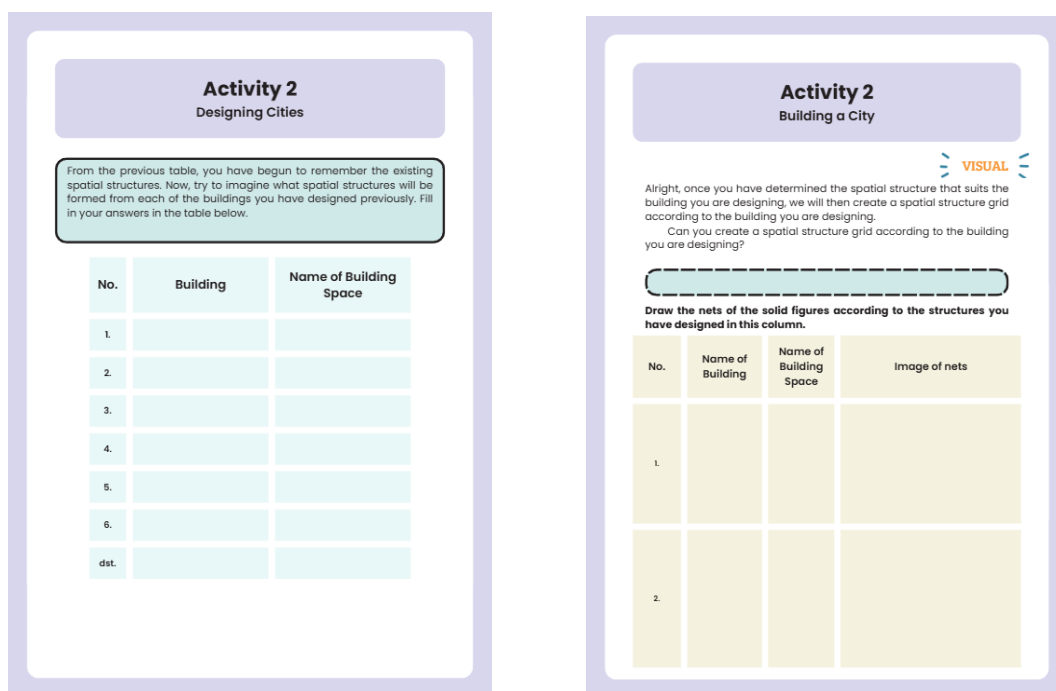 Activity 2
Designing Cities
From the previous table, you have begun to remember the existing
spatial structures. Now, try to imagine what spatial structures will be
formed from each of the buildings you have designed previously. Fill
in your answers in the table below.
No.
Building
Name of Building
Space
1.
2.
3.
4.
5.
6.
dst.
Activity 2
Building a City
VISUAL
Alright, once you have determined the spatial structure that suits the
building you are designing, we will then create a spatial structure grid
according to the building you are designing.
Can you create a spatial structure grid according to the building
you are designing?
Draw the nets of the solid figures according to the structures you
have designed in this column.
No.
Name of
Building
Name of
Building
Space
Image of nets
1.
2.